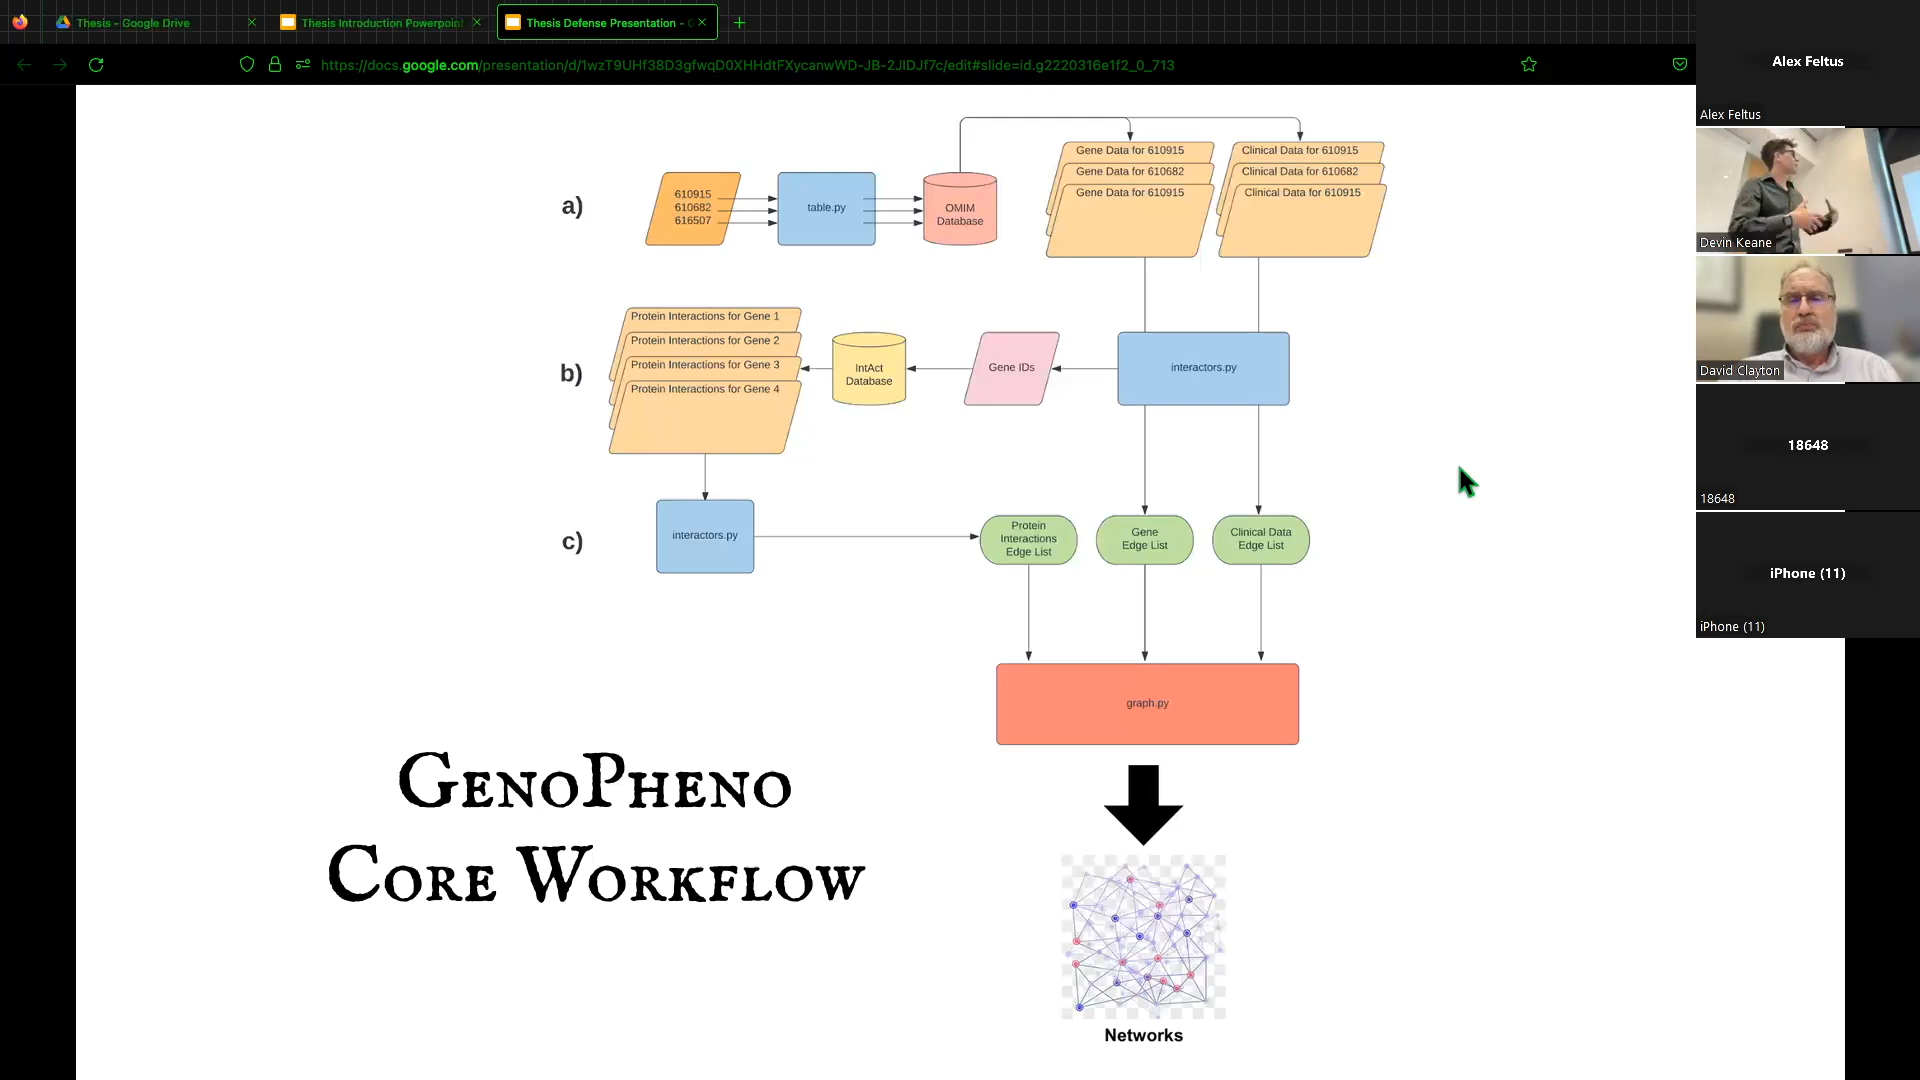 Thesis - Google Drive
Thesis Introduction Powerpoint
Thesis Defense Presentation - G
https://docs.google.com/presentation/d/1wzT9UHf38D3gfwqD0XHHdtFXycanwWD-JB-2JIDJf7c/edit#slide=id.g2220316e1f2_0_713
Alex Feltus
Alex Feltus
Devin Keane
David Clayton
18648
18648
iPhone (11)
iPhone (11)
a)
610915
610682
616507
table.py
OMIM
Database
Gene Data for 610915
Gene Data for 610682
Gene Data for 610915
Clinical Data for 610915
Clinical Data for 610682
Clinical Data for 610915
b)
Protein Interactions for Gene 1
Protein Interactions for Gene 2
Protein Interactions for Gene 3
Protein Interactions for Gene 4
IntAct
Database
Gene IDs
interactors.py
c)
interactors.py
Protein
Interactions
Edge List
Gene
Edge List
Clinical Data
Edge List
graph.py
GenoPheno
Core Workflow
Networks